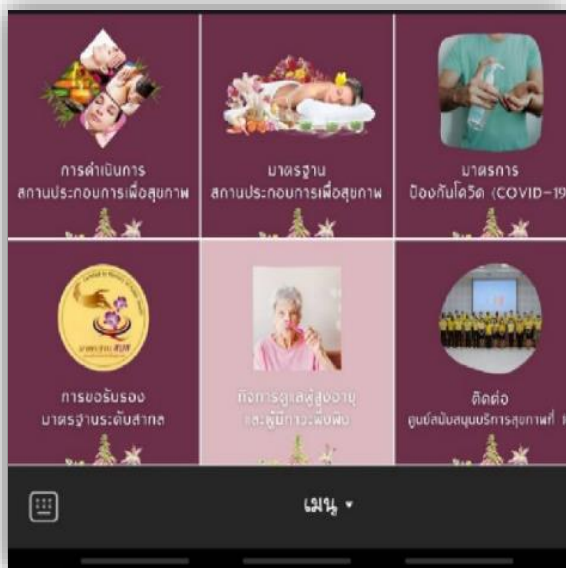 การดำเนินการ
สถานประกอบการเพื่อสุขภาพ
มาตรฐาน
สถานประกอบการเพื่อสุขภาพ
มาตรการ
ป้องกันโควิด (COVID-19
การขอรับรอง
มาตรฐานระดับสากล
กิจการดูแลผู้สูงอายุ
และผู้มีภาวะพึ่งพิง
ติดต่อ
ศูนย์สนับสนุนบริการสุขภาพที่
เมนู